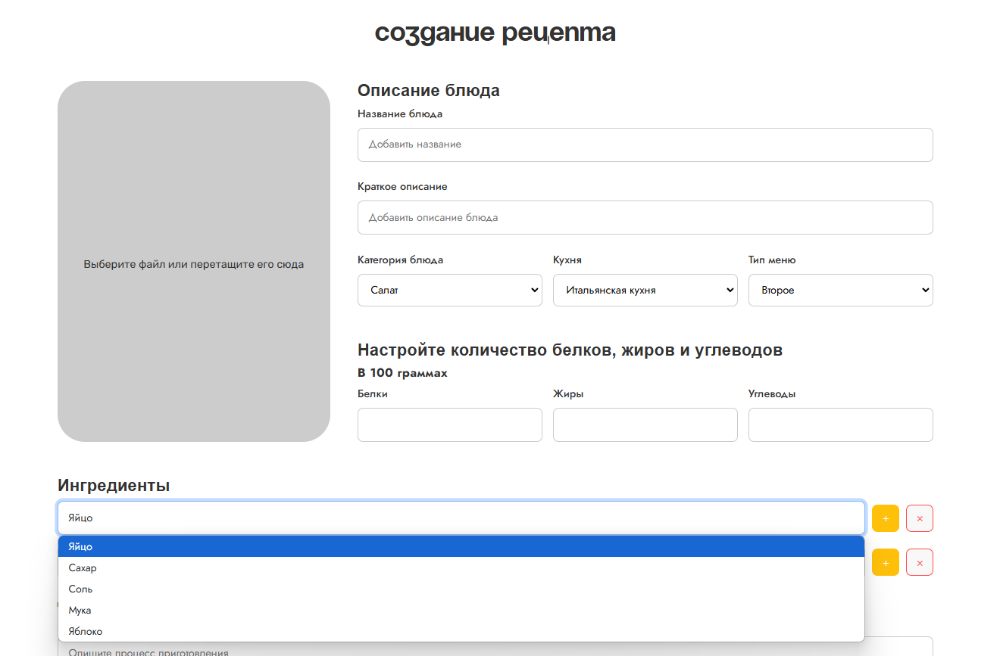 создание рецепта
Выберите файл или перетащите его сюда
Описание блюда
Название блюда
Добавить название
Краткое описание
Добавить описание блюда
Категория блюда
Кухня
Тип меню
Салат
Итальянская кухня
Второе
Настройте количество белков, жиров и углеводов
В 100 граммах
Белки
Жиры
Углеводы
Ингредиенты
Яйцо
+ ×
Яйцо
Сахар
+ ×
Соль
Мука
Яблоко
Опишите процесс приготовления